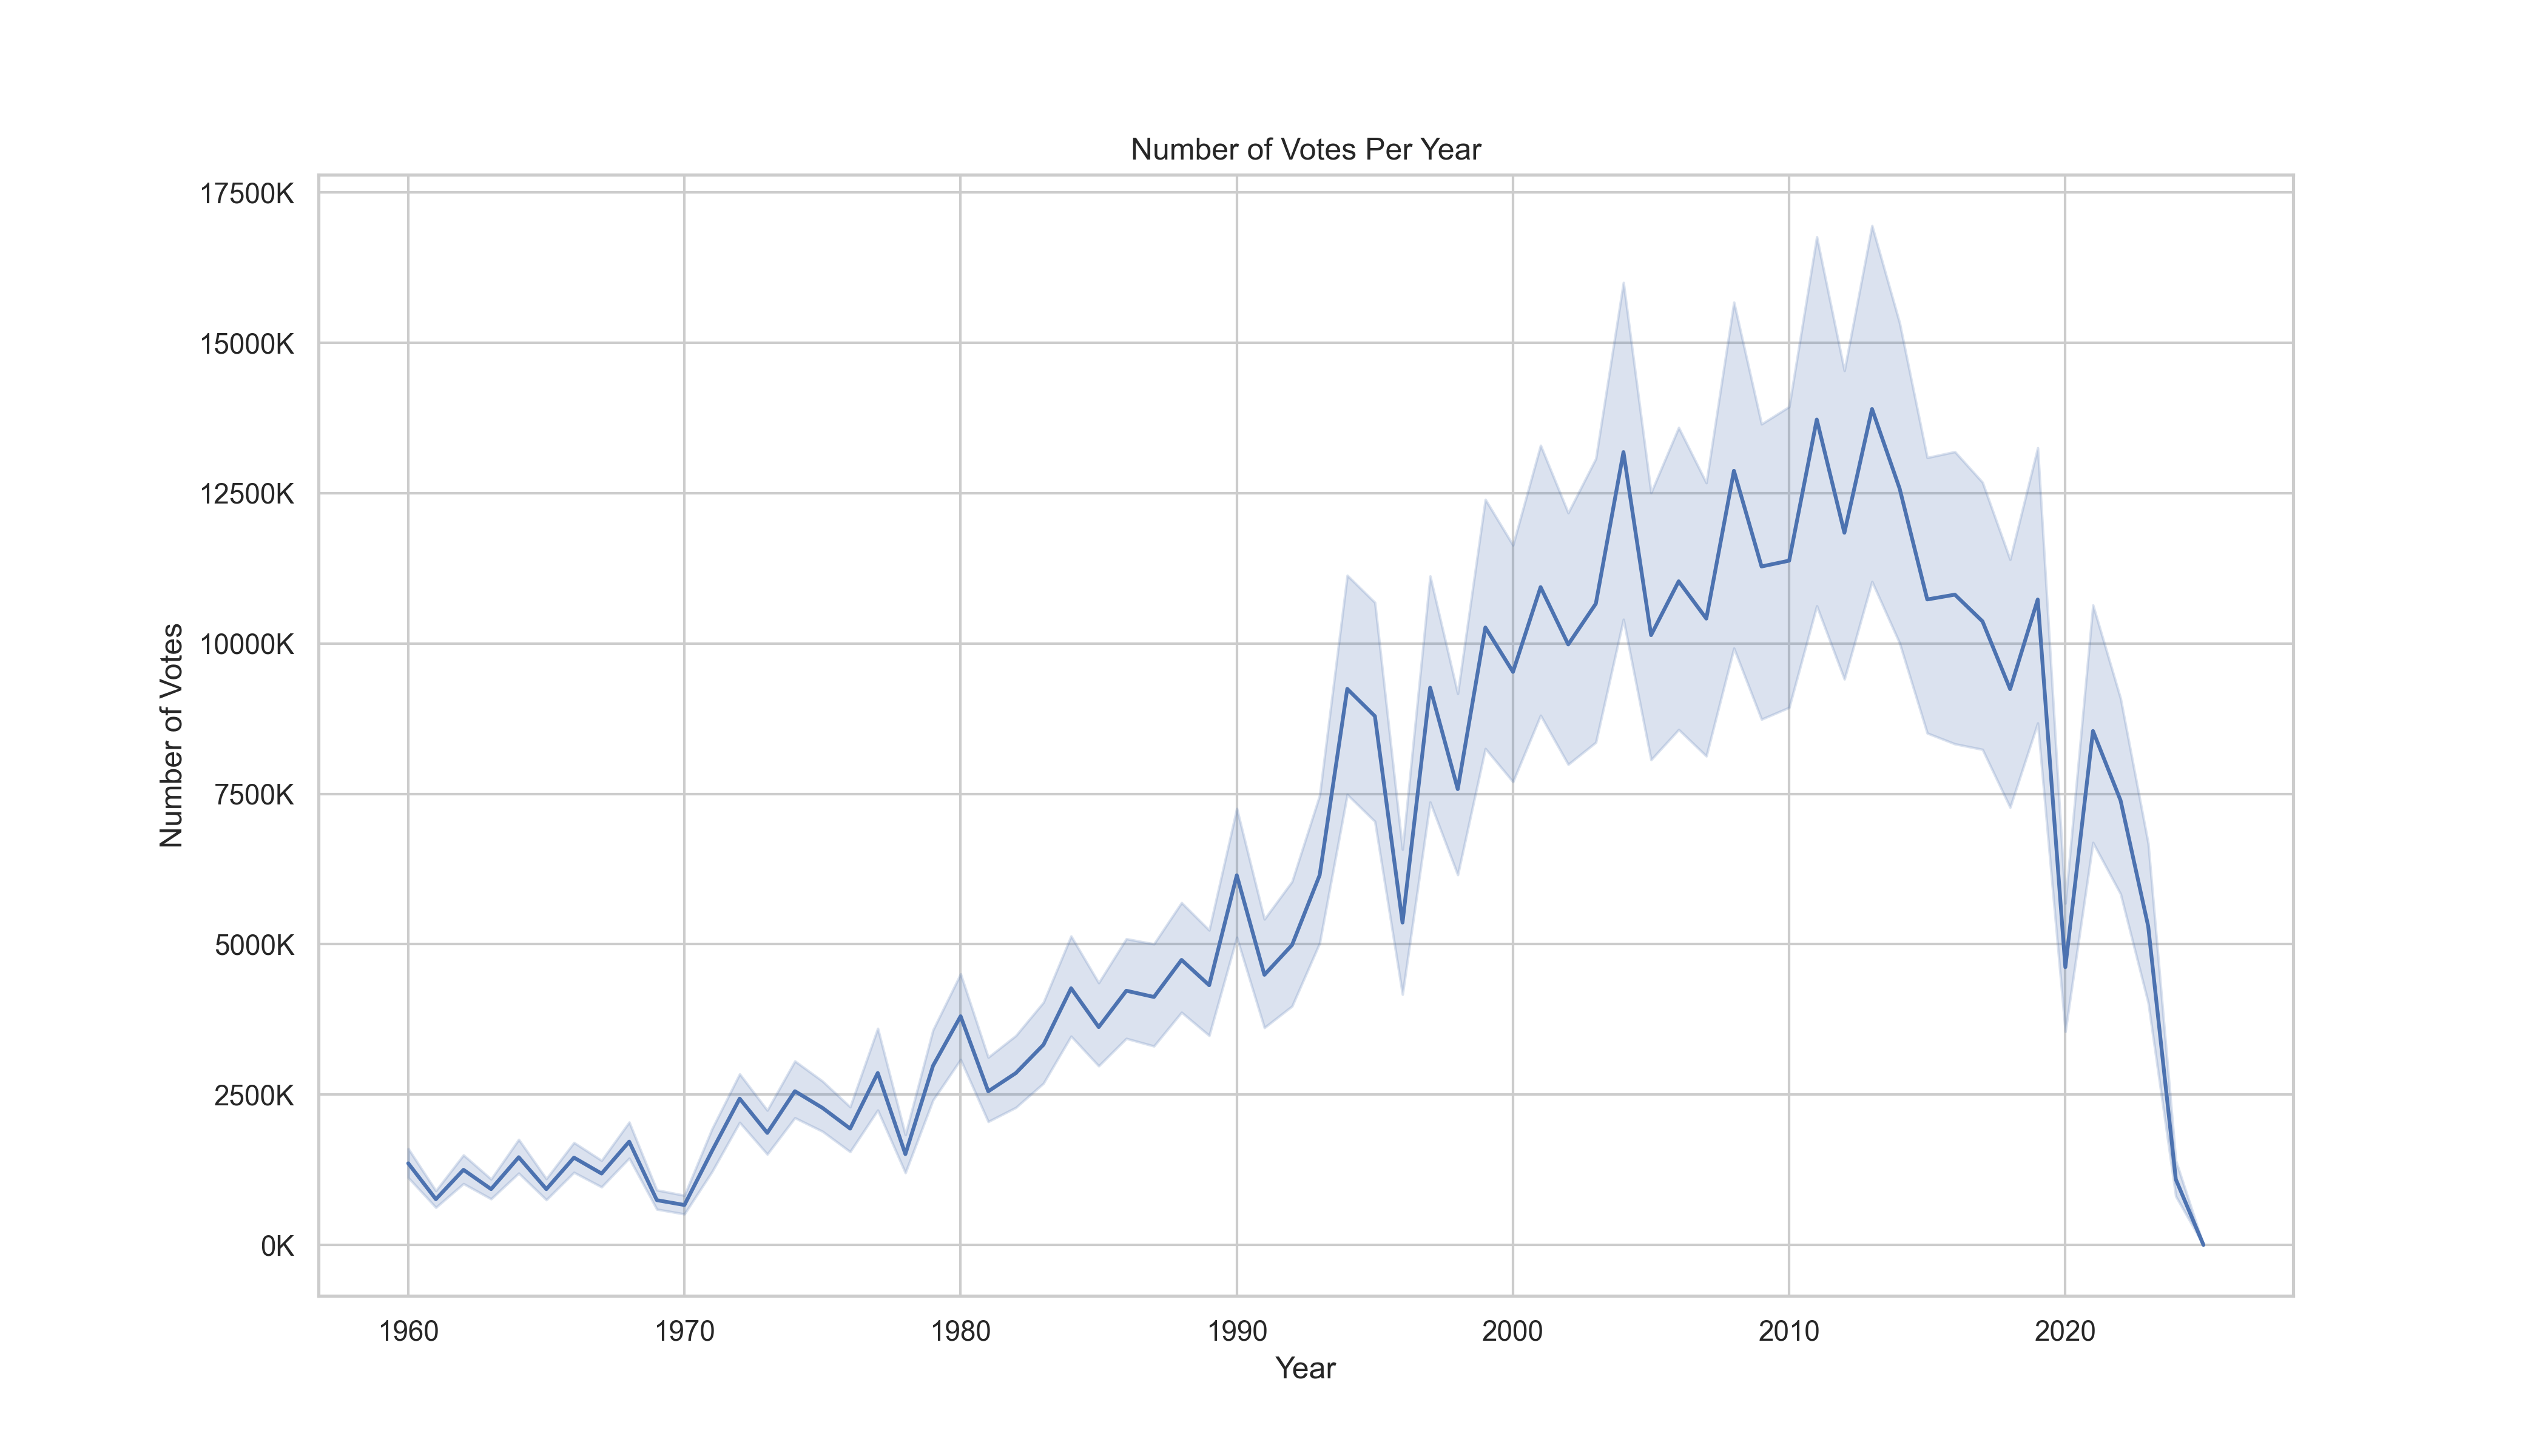 Number of Votes Per Year
17500K
15000K
12500K
10000K
7500K
5000K
2500K
0K
Number of Votes
1960 1970 1980 1990 2000 2010 2020
Year